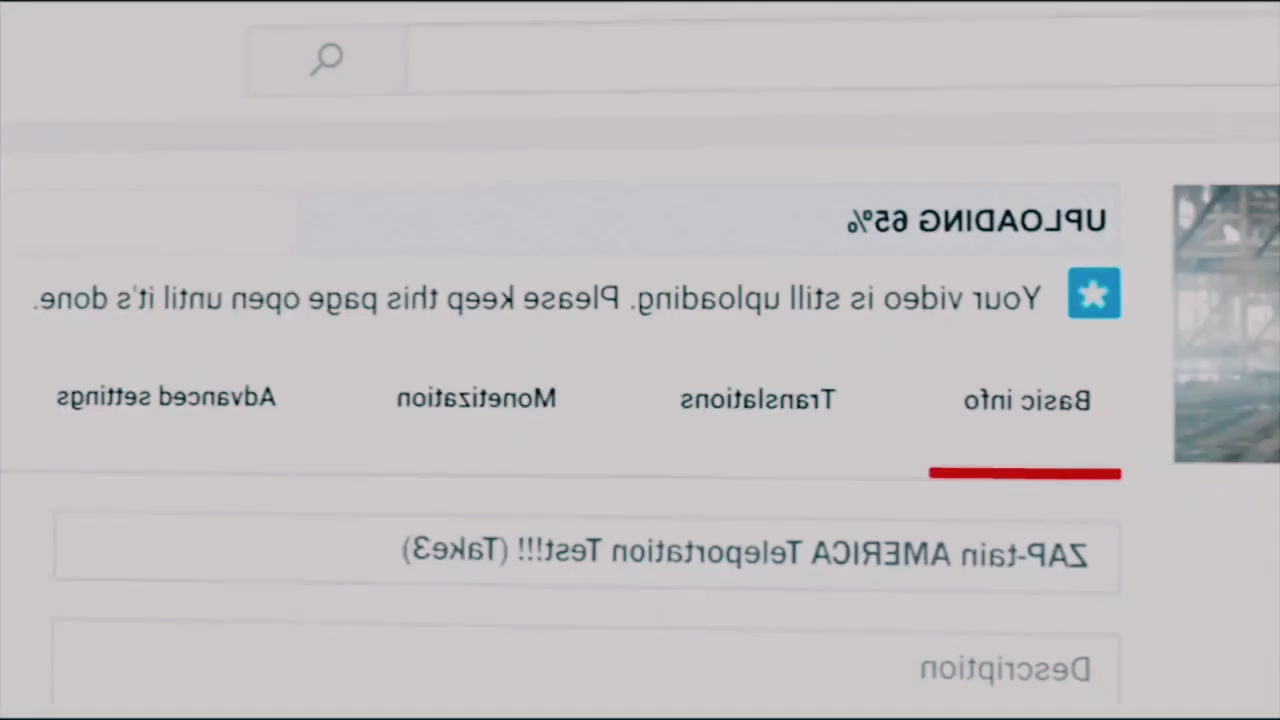 UPLOADING 65%
Your video is still uploading. Please keep this page open until it's done.
Basic info Translations Monetization Advanced settings
ZAP-tain AMERICA Teleportation Test!!! (Take3)
Description